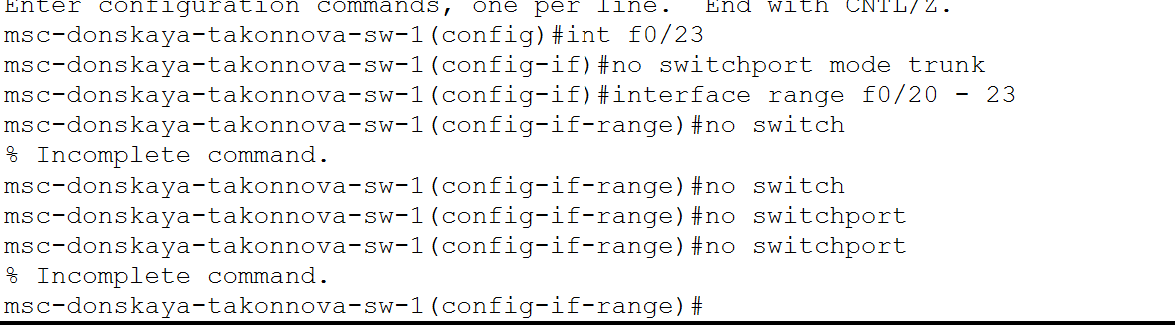 Enter configuration commands, one per line.  End with CNTL/Z.
msc-donskaya-takonnova-sw-1(config)#int f0/23
msc-donskaya-takonnova-sw-1(config-if)#no switchport mode trunk
msc-donskaya-takonnova-sw-1(config-if)#interface range f0/20 - 23
msc-donskaya-takonnova-sw-1(config-if-range)#no switch
% Incomplete command.
msc-donskaya-takonnova-sw-1(config-if-range)#no switch
msc-donskaya-takonnova-sw-1(config-if-range)#no switchport
msc-donskaya-takonnova-sw-1(config-if-range)#no switchport
% Incomplete command.
msc-donskaya-takonnova-sw-1(config-if-range)#